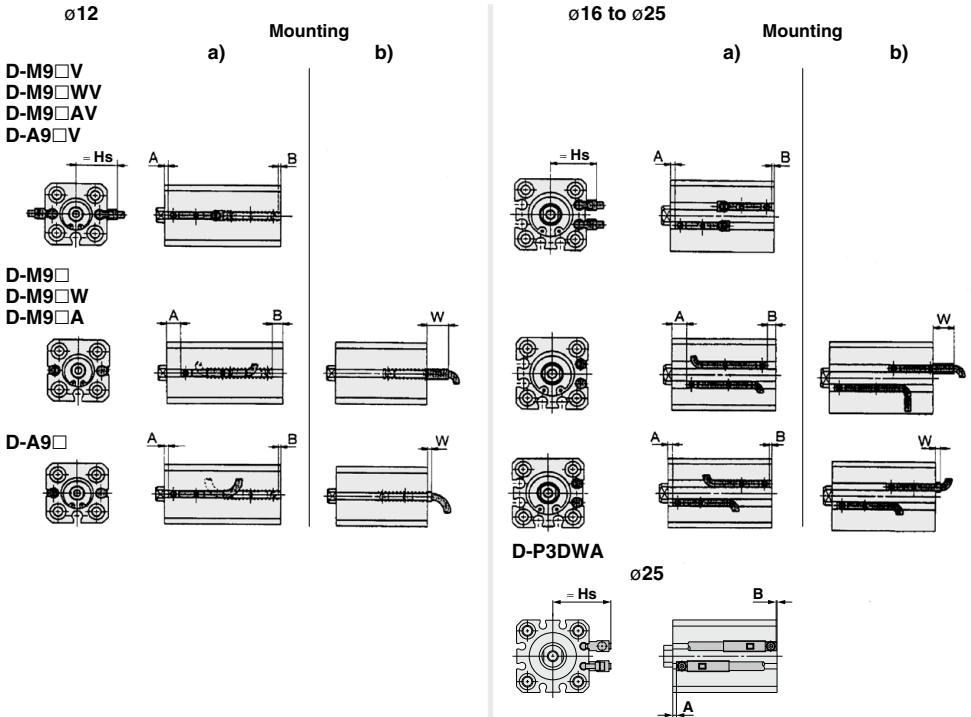 ø12
Mounting
a) b)
D-M9□V
D-M9□WV
D-M9□AV
D-A9□V
≈ Hs
A B
D-M9□
D-M9□W
D-M9□A
A B
W
D-A9□
A B
W
ø16 to ø25
Mounting
a) b)
≈ Hs
A B
A B
W
A B
W
D-P3DWA
ø25
≈ Hs
B
A